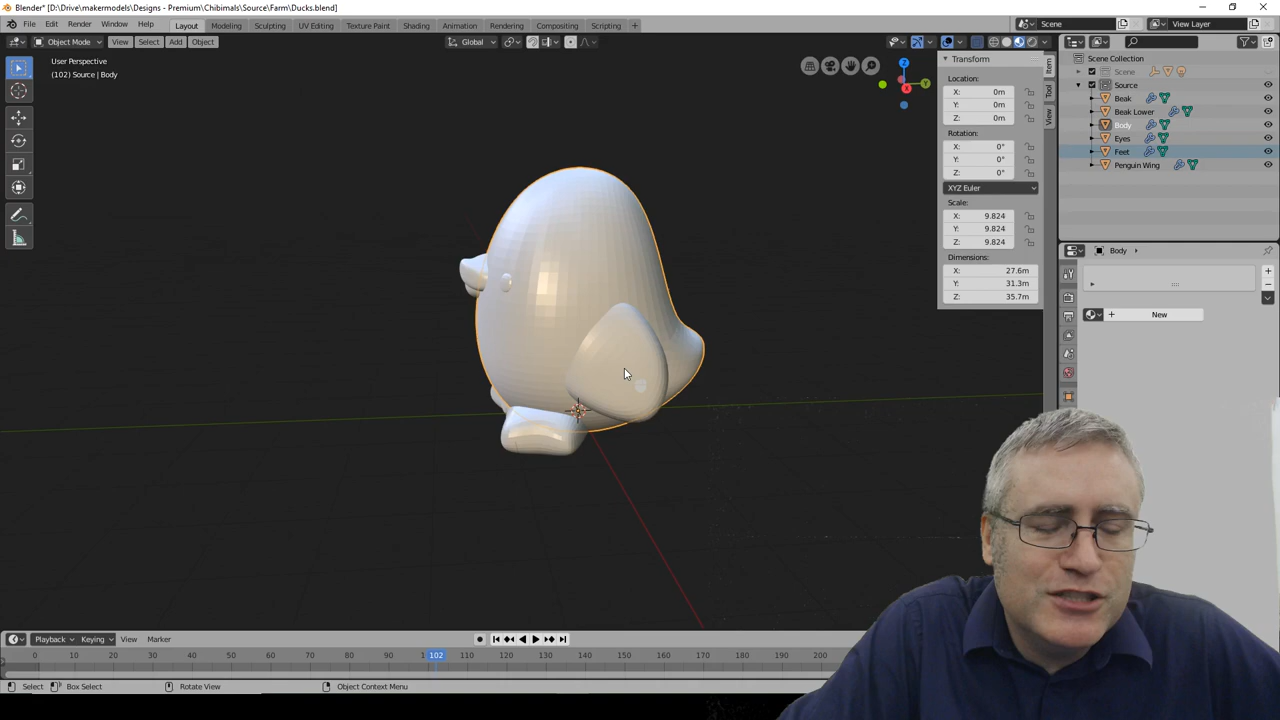 Blender* [D:\Drive\makermodels\Designs - Premium\Chibimals\Source\Farm\Ducks.blend]
File Edit Render Window Help Layout Modeling Sculpting UV Editing Texture Paint Shading Animation Rendering Compositing Scripting + Scene View Layer
Object Mode View Select Add Object Global
User Perspective
(102) Source | Body
Z
Y
X
Transform
Location:
X: 0m
Y: 0m
Z: 0m
Rotation:
X: 0°
Y: 0°
Z: 0°
XYZ Euler
Scale:
X: 9.824
Y: 9.824
Z: 9.824
Dimensions:
X: 27.6m
Y: 31.3m
Z: 35.7m
Item
Tool
View
Scene Collection
Scene
Source
Beak
Beak Lower
Body
Eyes
Feet
Penguin Wing
Body
+ New
Playback Keying View Marker
0 10 20 30 40 50 60 70 80 90 102 110 120 130 140 150 160 170 180 190 200
Select Box Select Rotate View Object Context Menu